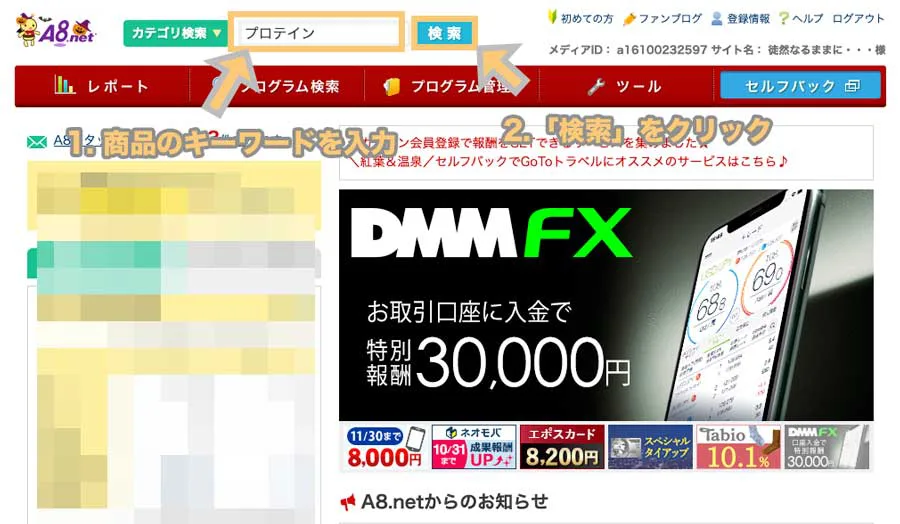 A8.net
カテゴリ検索▼
プロテイン
検索
初めての方
ファンブログ
登録情報
ヘルプ
ログアウト
メディアID： a16100232597 サイト名： 徒然なるままに・・・様
レポート
プログラム検索
プログラム管理
ツール
セルフバック
1. 商品のキーワードを入力
2.「検索」をクリック
＼紅葉＆温泉／セルフバックでGoToトラベルにオススメのサービスはこちら♪
DMM FX
お取引口座に入金で
特別報酬30,000円
11/30まで
8,000円
ネオモバ
10/31まで
成果報酬UP
エポスカード
8,200円
スペシャル
タイアップ
Tabio
10.1%
DMM FX
口座入金で
特別報酬
30,000円
A8.netからのお知らせ